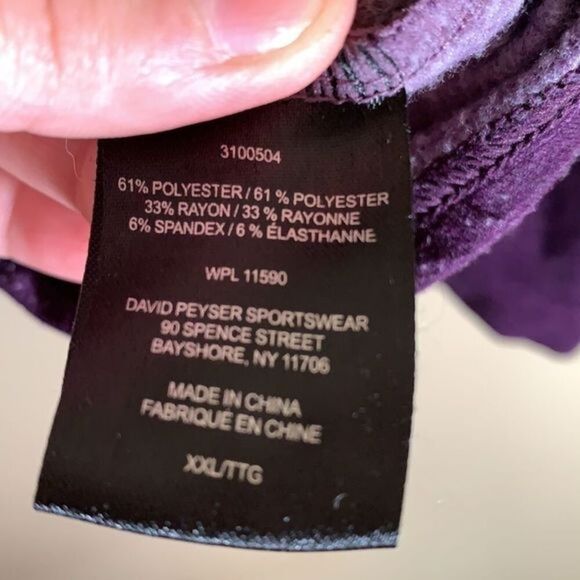 3100504
61% POLYESTER / 61 % POLYESTER
33% RAYON / 33 % RAYONNE
6% SPANDEX / 6 % ÉLASTHANNE
WPL 11590
DAVID PEYSER SPORTSWEAR
90 SPENCE STREET
BAYSHORE, NY 11706
MADE IN CHINA
FABRIQUÉ EN CHINE
XXL/TTG